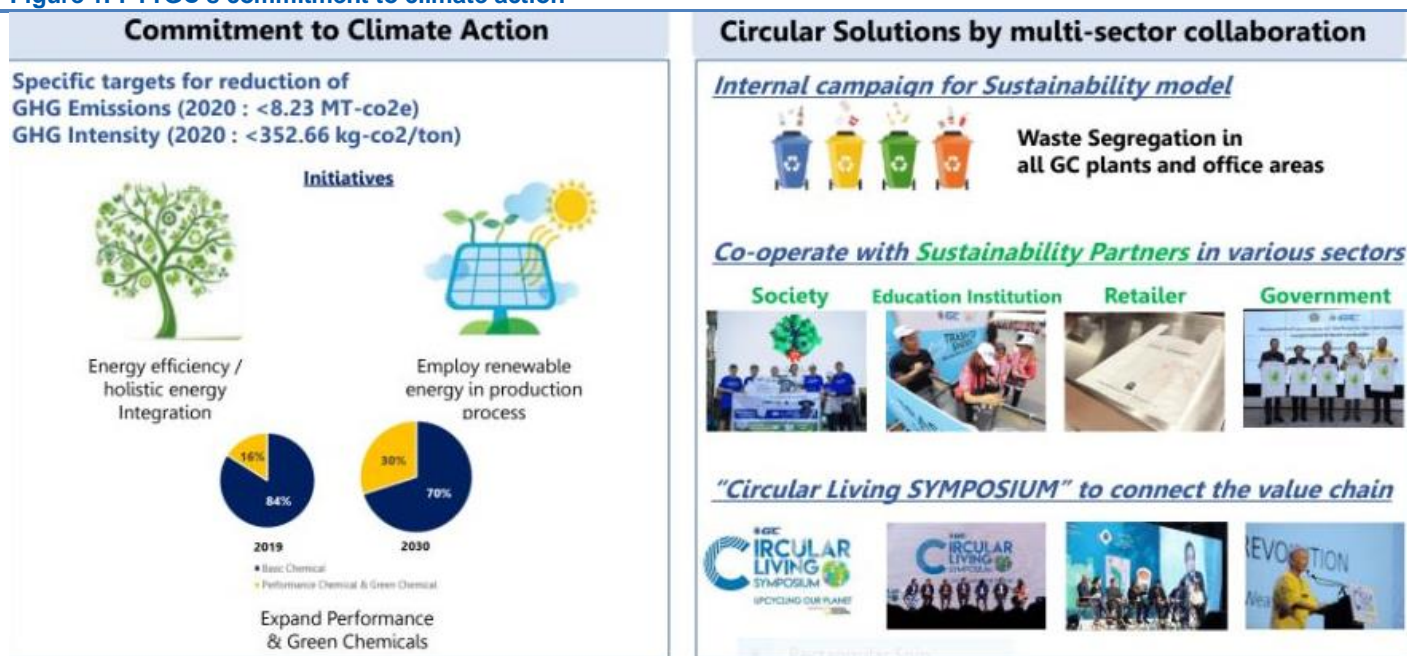 Commitment to Climate Action
Specific targets for reduction of
GHG Emissions (2020 : <8.23 MT-co2e)
GHG Intensity (2020 : <352.66 kg-co2/ton)
Initiatives
Energy efficiency /
holistic energy
Integration
Employ renewable
energy in production
process
16%
84%
2019
30%
70%
2030
Basic Chemical
Performance Chemical & Green Chemical
Expand Performance
& Green Chemicals
Circular Solutions by multi-sector collaboration
Internal campaign for Sustainability model
Waste Segregation in
all GC plants and office areas
Co-operate with Sustainability Partners in various sectors
Society
Education Institution
Retailer
Government
"Circular Living SYMPOSIUM" to connect the value chain
GC
CIRCULAR
LIVING
SYMPOSIUM
UPCYCLING OUR PLANET
CIRCULAR
LIVING
SYMPOSIUM